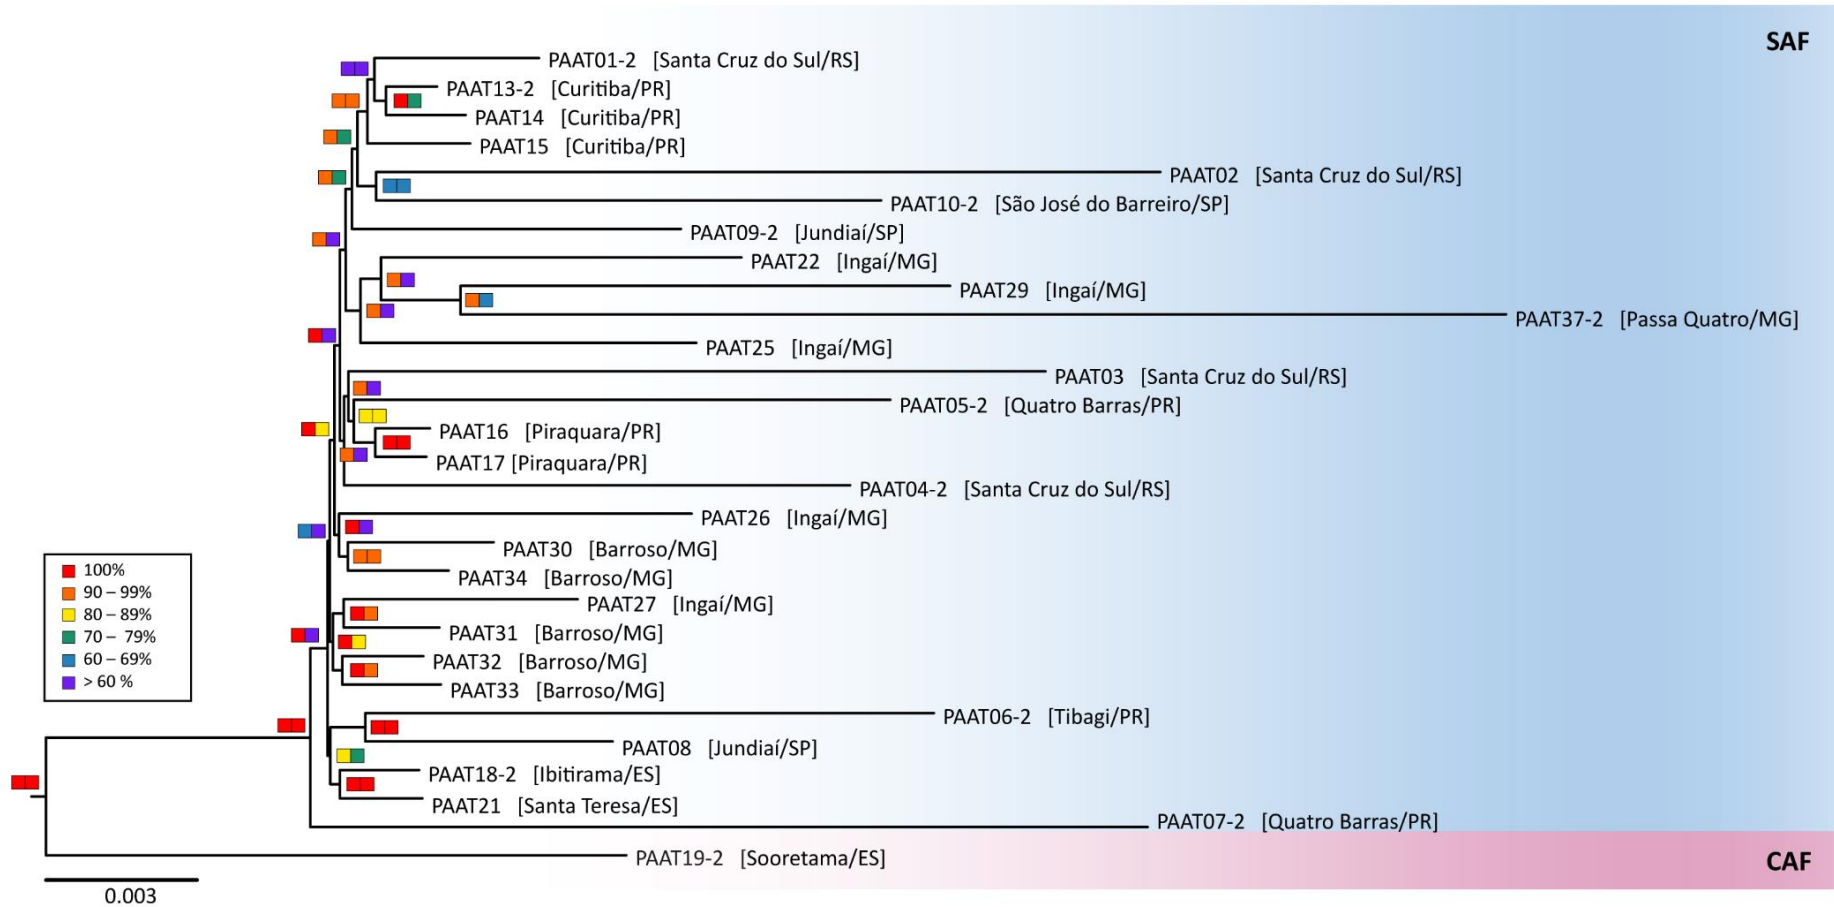 SAF
PAAT01-2 [Santa Cruz do Sul/RS]
PAAT13-2 [Curitiba/PR]
PAAT14 [Curitiba/PR]
PAAT15 [Curitiba/PR]
PAAT02 [Santa Cruz do Sul/RS]
PAAT10-2 [São José do Barreiro/SP]
PAAT09-2 [Jundiaí/SP]
PAAT22 [Ingaí/MG]
PAAT29 [Ingaí/MG]
PAAT37-2 [Passa Quatro/MG]
PAAT25 [Ingaí/MG]
PAAT03 [Santa Cruz do Sul/RS]
PAAT05-2 [Quatro Barras/PR]
PAAT16 [Piraquara/PR]
PAAT17 [Piraquara/PR]
PAAT04-2 [Santa Cruz do Sul/RS]
PAAT26 [Ingaí/MG]
PAAT30 [Barroso/MG]
PAAT34 [Barroso/MG]
PAAT27 [Ingaí/MG]
PAAT31 [Barroso/MG]
PAAT32 [Barroso/MG]
PAAT33 [Barroso/MG]
PAAT06-2 [Tibagi/PR]
PAAT08 [Jundiaí/SP]
PAAT18-2 [Ibitirama/ES]
PAAT21 [Santa Teresa/ES]
PAAT07-2 [Quatro Barras/PR]
PAAT19-2 [Sooretama/ES]
CAF
100%
90 – 99%
80 – 89%
70 – 79%
60 – 69%
> 60 %
0.003